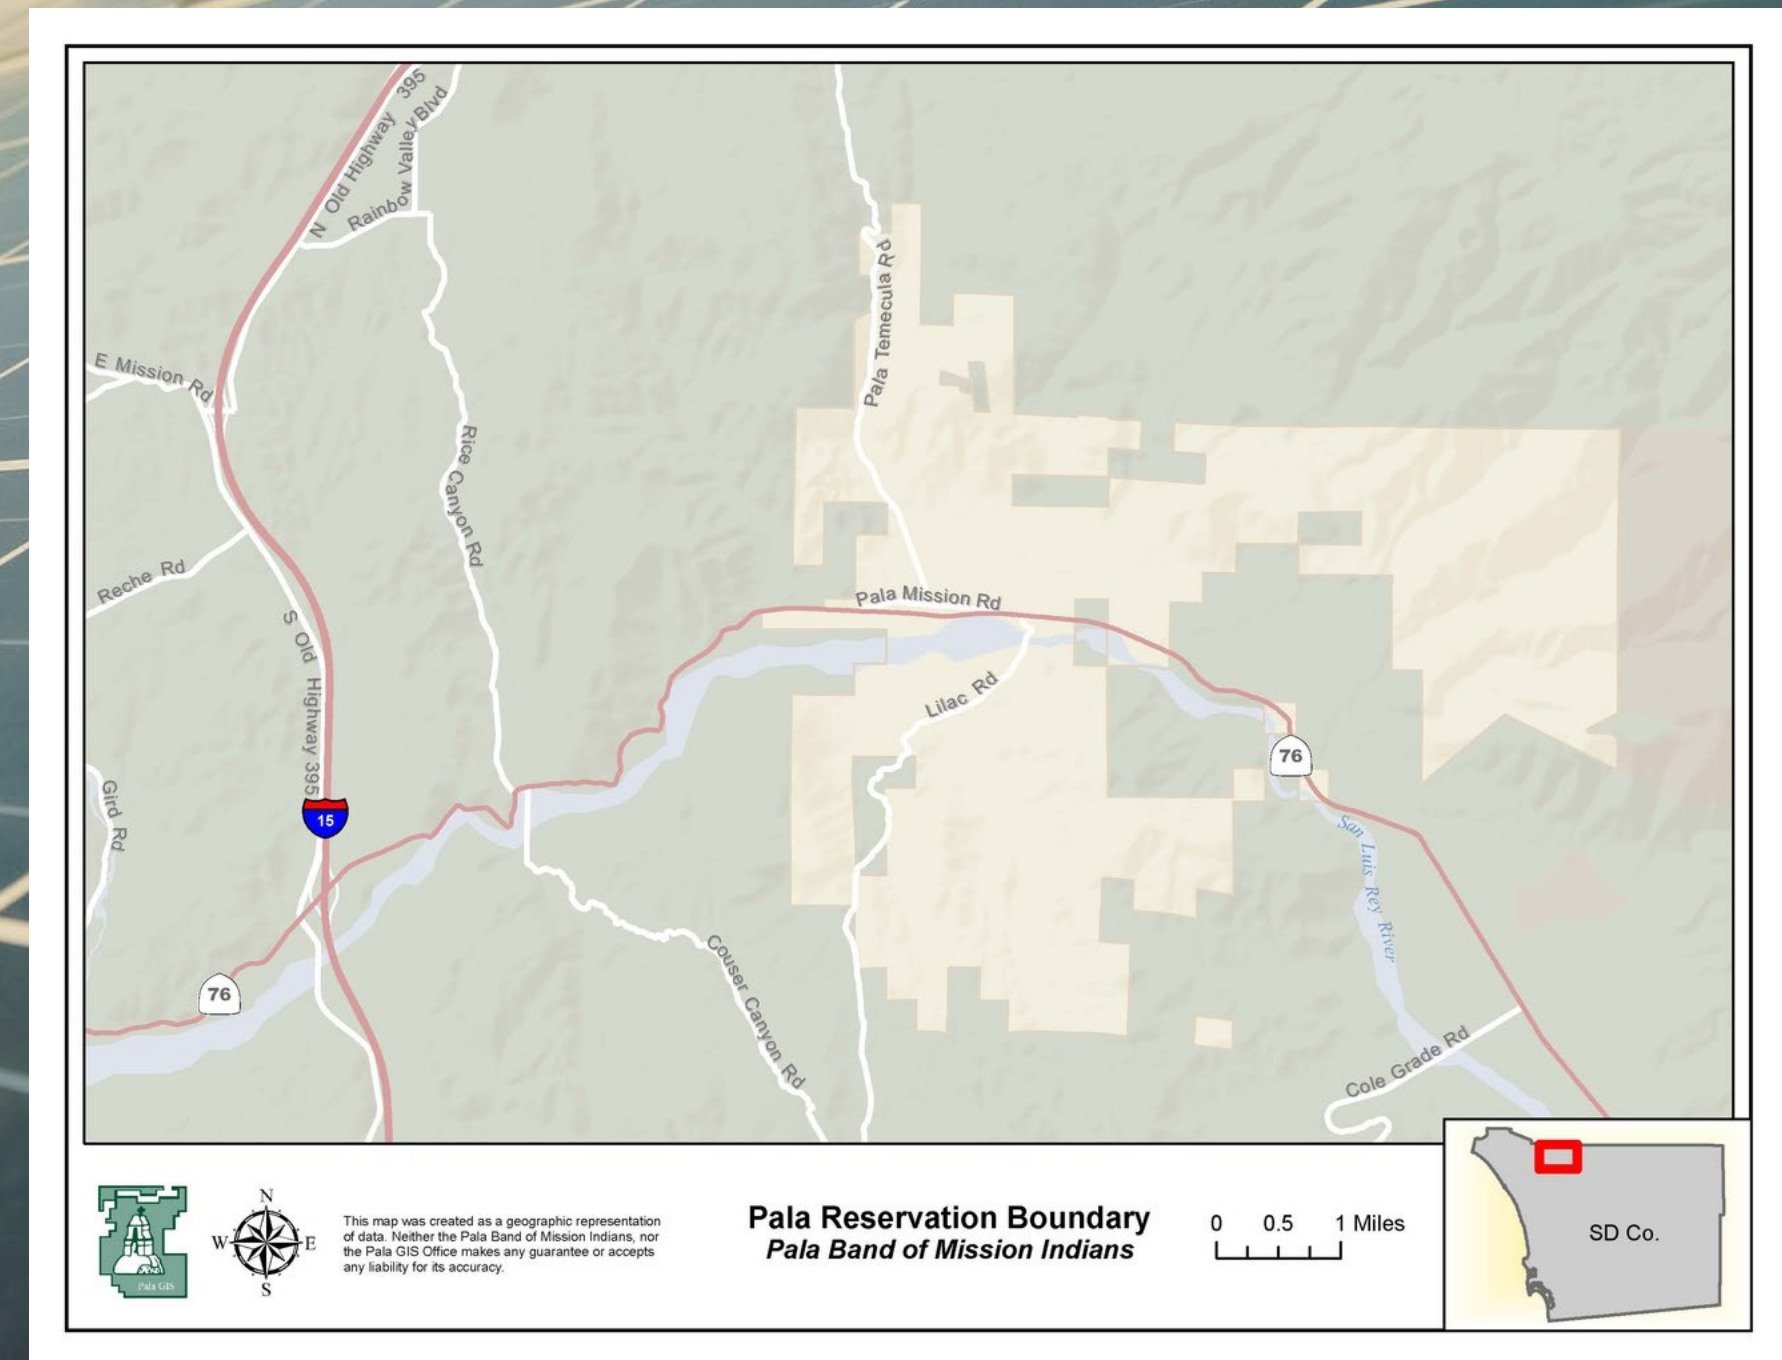 N Old Highway 395
Rainbow Valley Blvd
E Mission Rd
Pala Temecula Rd
Rice Canyon Rd
Reche Rd
S Old Highway 395
Pala Mission Rd
Lilac Rd
76
Gird Rd
15
San Luis Rey River
76
Couser Canyon Rd
Cole Grade Rd
Pala GIS
N
W E
S
This map was created as a geographic representation
of data. Neither the Pala Band of Mission Indians, nor
the Pala GIS Office makes any guarantee or accepts
any liability for its accuracy.
Pala Reservation Boundary
Pala Band of Mission Indians
0 0.5 1 Miles
SD Co.